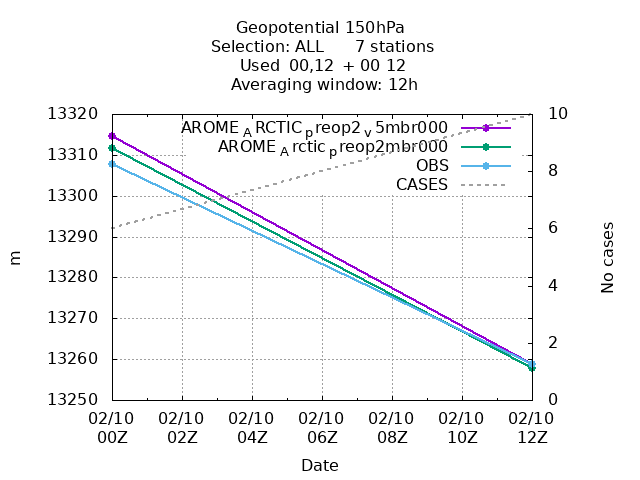 Geopotential 150hPa
Selection: ALL 7 stations
Used 00,12 + 00 12
Averaging window: 12h
13320
13310
13300
13290
13280
13270
13260
13250
m
AROME_ARCTIC_preop2_v5mbr000
AROME_Arctic_preop2mbr000
OBS
CASES
10
8
6
4
2
0
No cases
02/10 02/10 02/10 02/10 02/10 02/10 02/10
00Z 02Z 04Z 06Z 08Z 10Z 12Z
Date